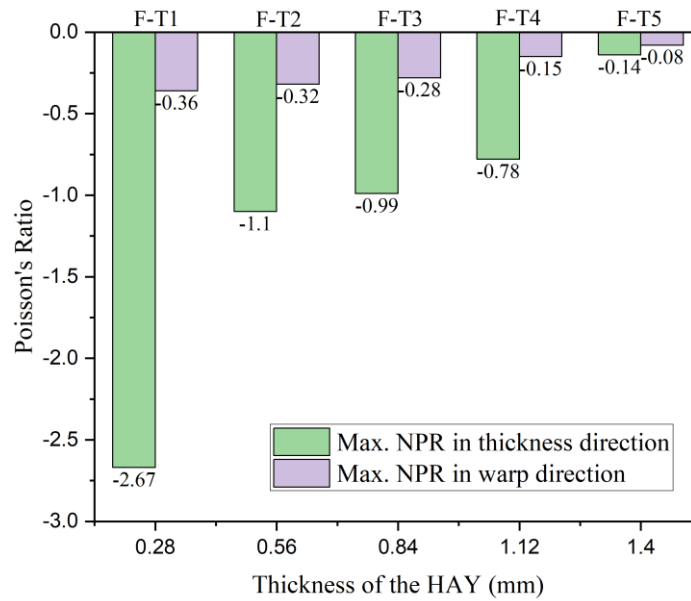 F-T1 F-T2 F-T3 F-T4 F-T5
0.0
-0.5
-1.0
-1.5
-2.0
-2.5
-3.0
Poisson's Ratio
-0.36
-0.32
-0.28
-0.15
-0.14
-0.08
-0.78
-0.99
-1.1
-2.67
Max. NPR in thickness direction
Max. NPR in warp direction
0.28 0.56 0.84 1.12 1.4
Thickness of the HAY (mm)